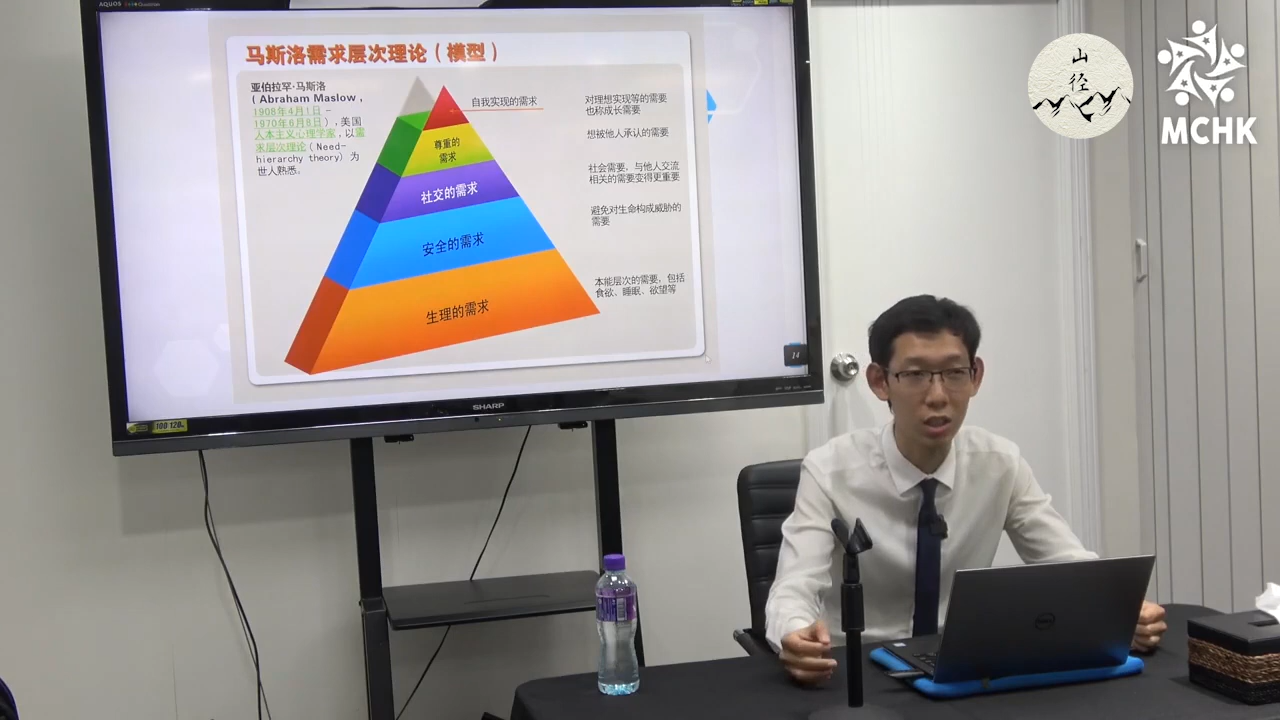 AQUOS
马斯洛需求层次理论（模型）
亚伯拉罕·马斯洛
（Abraham Maslow，
1908年4月1日 -
1970年6月8日），美国
人本主义心理学家，以需
求层次理论（Need-
hierarchy theory）为
世人熟悉。
自我实现的需求
尊重的
需求
社交的需求
安全的需求
生理的需求
对理想实现等的需要
也称成长需要
想被他人承认的需要
社会需要，与他人交流
相关的需要变得更重要
避免对生命构成威胁的
需要
本能层次的需要，包括
食欲、睡眠、欲望等
14
SHARP
100 120
山
径
MCHK
DELL